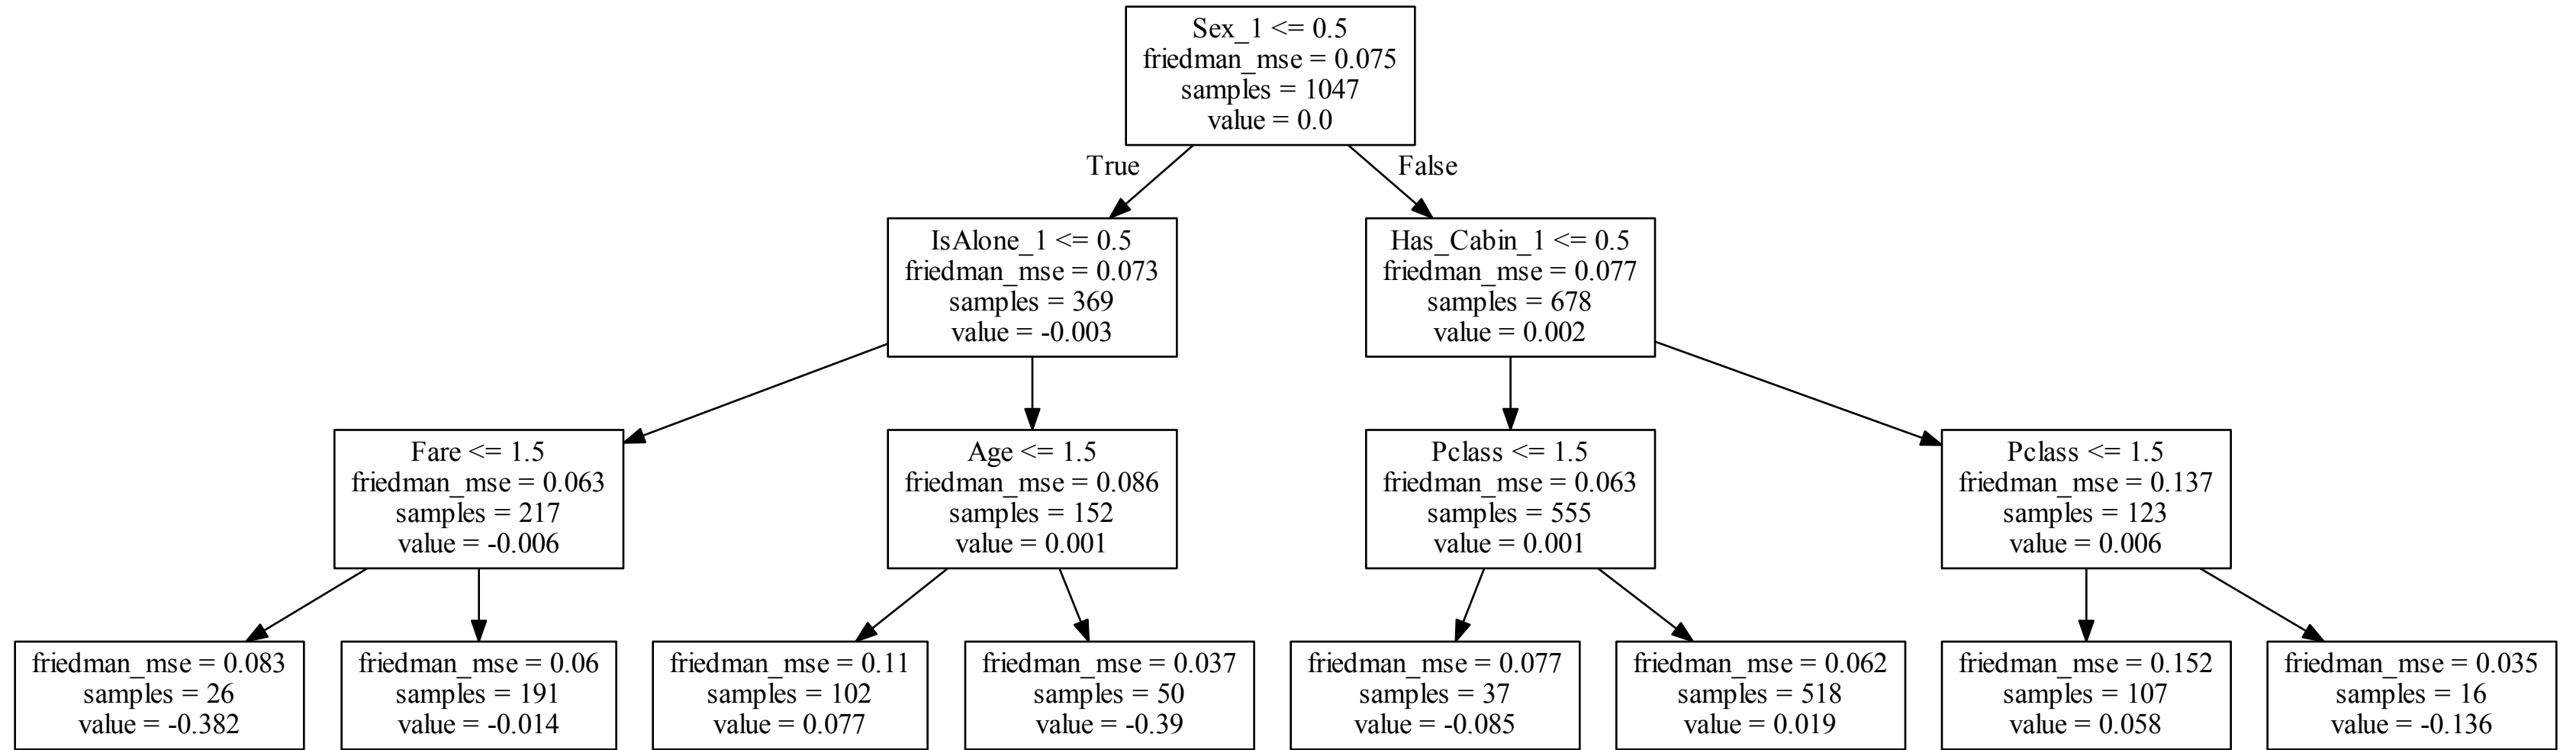 Sex_1 <= 0.5
friedman_mse = 0.075
samples = 1047
value = 0.0
True
False
IsAlone_1 <= 0.5
friedman_mse = 0.073
samples = 369
value = -0.003
Has_Cabin_1 <= 0.5
friedman_mse = 0.077
samples = 678
value = 0.002
Fare <= 1.5
friedman_mse = 0.063
samples = 217
value = -0.006
Age <= 1.5
friedman_mse = 0.086
samples = 152
value = 0.001
Pclass <= 1.5
friedman_mse = 0.063
samples = 555
value = 0.001
Pclass <= 1.5
friedman_mse = 0.137
samples = 123
value = 0.006
friedman_mse = 0.083
samples = 26
value = -0.382
friedman_mse = 0.06
samples = 191
value = -0.014
friedman_mse = 0.11
samples = 102
value = 0.077
friedman_mse = 0.037
samples = 50
value = -0.39
friedman_mse = 0.077
samples = 37
value = -0.085
friedman_mse = 0.062
samples = 518
value = 0.019
friedman_mse = 0.152
samples = 107
value = 0.058
friedman_mse = 0.035
samples = 16
value = -0.136